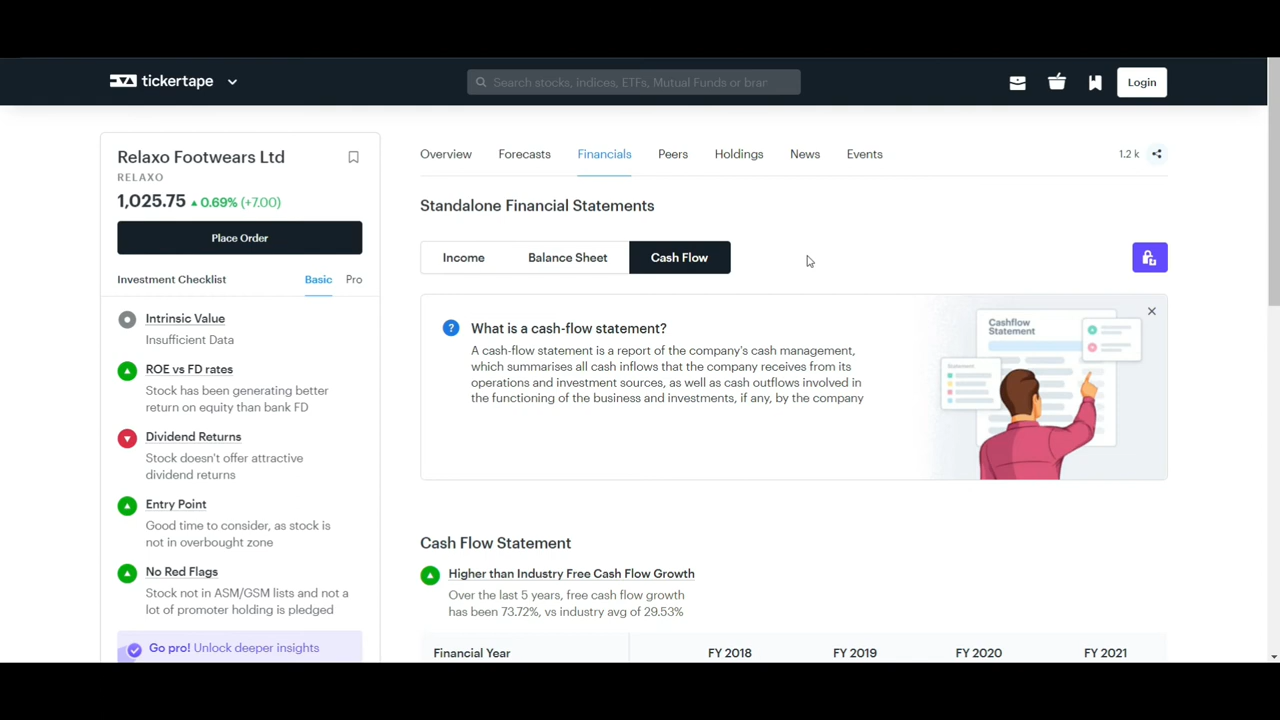 tickertape
Search stocks, indices, ETFs, Mutual Funds or bran
Login
Relaxo Footwears Ltd
RELAXO
1,025.75 0.69% (+7.00)
Place Order
Investment Checklist Basic Pro
Intrinsic Value
Insufficient Data
ROE vs FD rates
Stock has been generating better
return on equity than bank FD
Dividend Returns
Stock doesn't offer attractive
dividend returns
Entry Point
Good time to consider, as stock is
not in overbought zone
No Red Flags
Stock not in ASM/GSM lists and not a
lot of promoter holding is pledged
Go pro! Unlock deeper insights
Overview Forecasts Financials Peers Holdings News Events 1.2 k
Standalone Financial Statements
Income Balance Sheet Cash Flow
? What is a cash-flow statement?
A cash-flow statement is a report of the company's cash management,
which summarises all cash inflows that the company receives from its
operations and investment sources, as well as cash outflows involved in
the functioning of the business and investments, if any, by the company
Cashflow
Statement
Statement
Cash Flow Statement
Higher than Industry Free Cash Flow Growth
Over the last 5 years, free cash flow growth
has been 73.72%, vs industry avg of 29.53%
Financial Year FY 2018 FY 2019 FY 2020 FY 2021